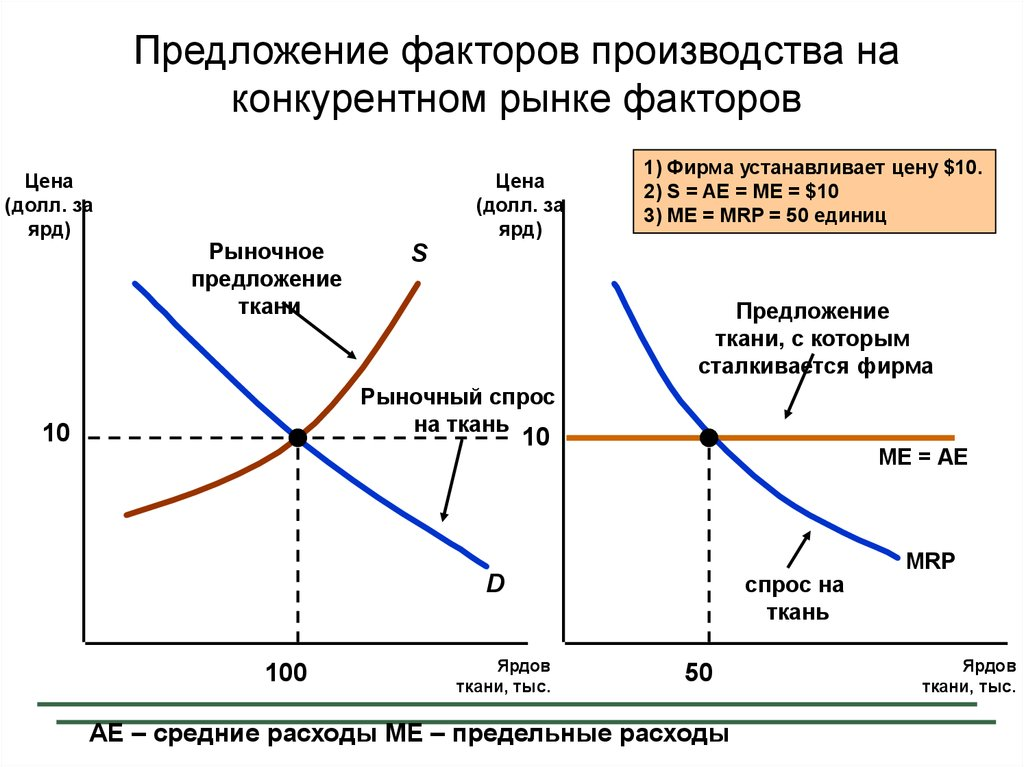 Предложение факторов производства на
конкурентном рынке факторов
Цена
(долл. за
ярд)
Рыночное
предложение
ткани
S
Рыночный спрос
на ткань
10
D
100
Ярдов
ткани, тыс.
Цена
(долл. за
ярд)
1) Фирма устанавливает цену $10.
2) S = AE = ME = $10
3) ME = MRP = 50 единиц
Предложение
ткани, с которым
сталкивается фирма
10
ME = AE
MRP
спрос на
ткань
50
Ярдов
ткани, тыс.
AE – средние расходы ME – предельные расходы